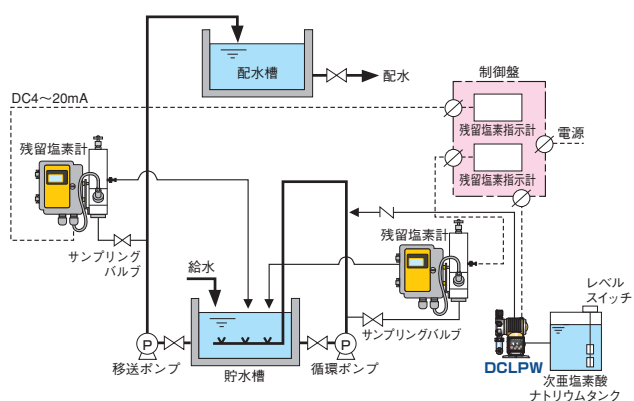 配水槽
配水
制御盤
DC4～20mA
残留塩素指示計
電源
残留塩素計
残留塩素指示計
サンプリング
バルブ
給水
残留塩素計
レベル
スイッチ
サンプリングバルブ
P
P
移送ポンプ
貯水槽
循環ポンプ
DCLPW
次亜塩素酸
ナトリウムタンク